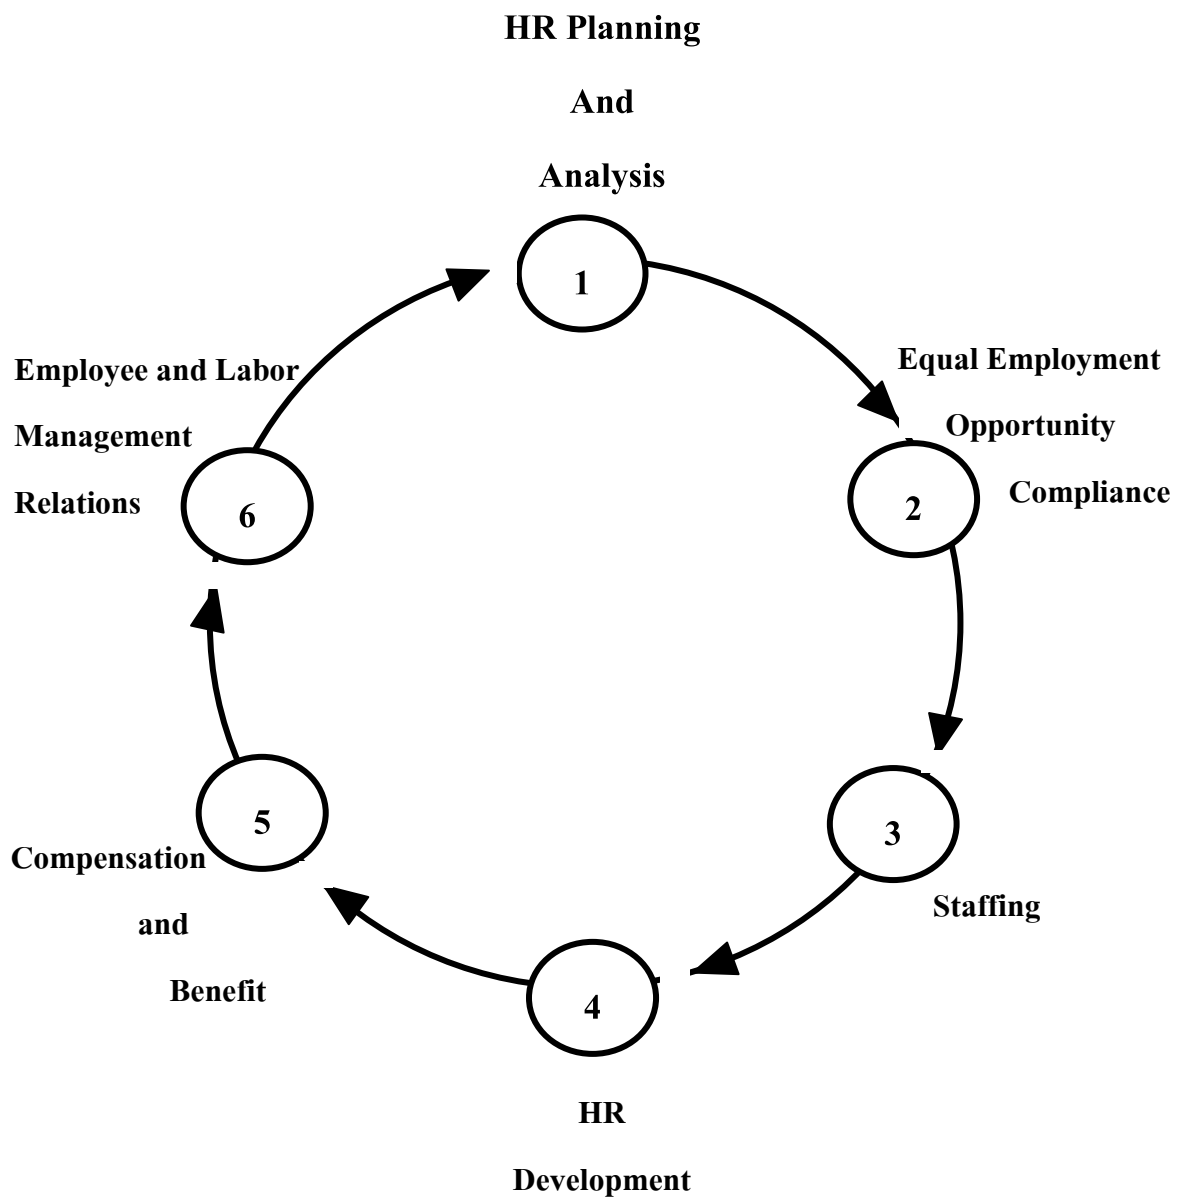 HR Planning
And
Analysis
1
Equal Employment
Opportunity
Compliance
2
3
Staffing
4
HR
Development
5
Compensation
and
Benefit
Employee and Labor
Management
Relations
6